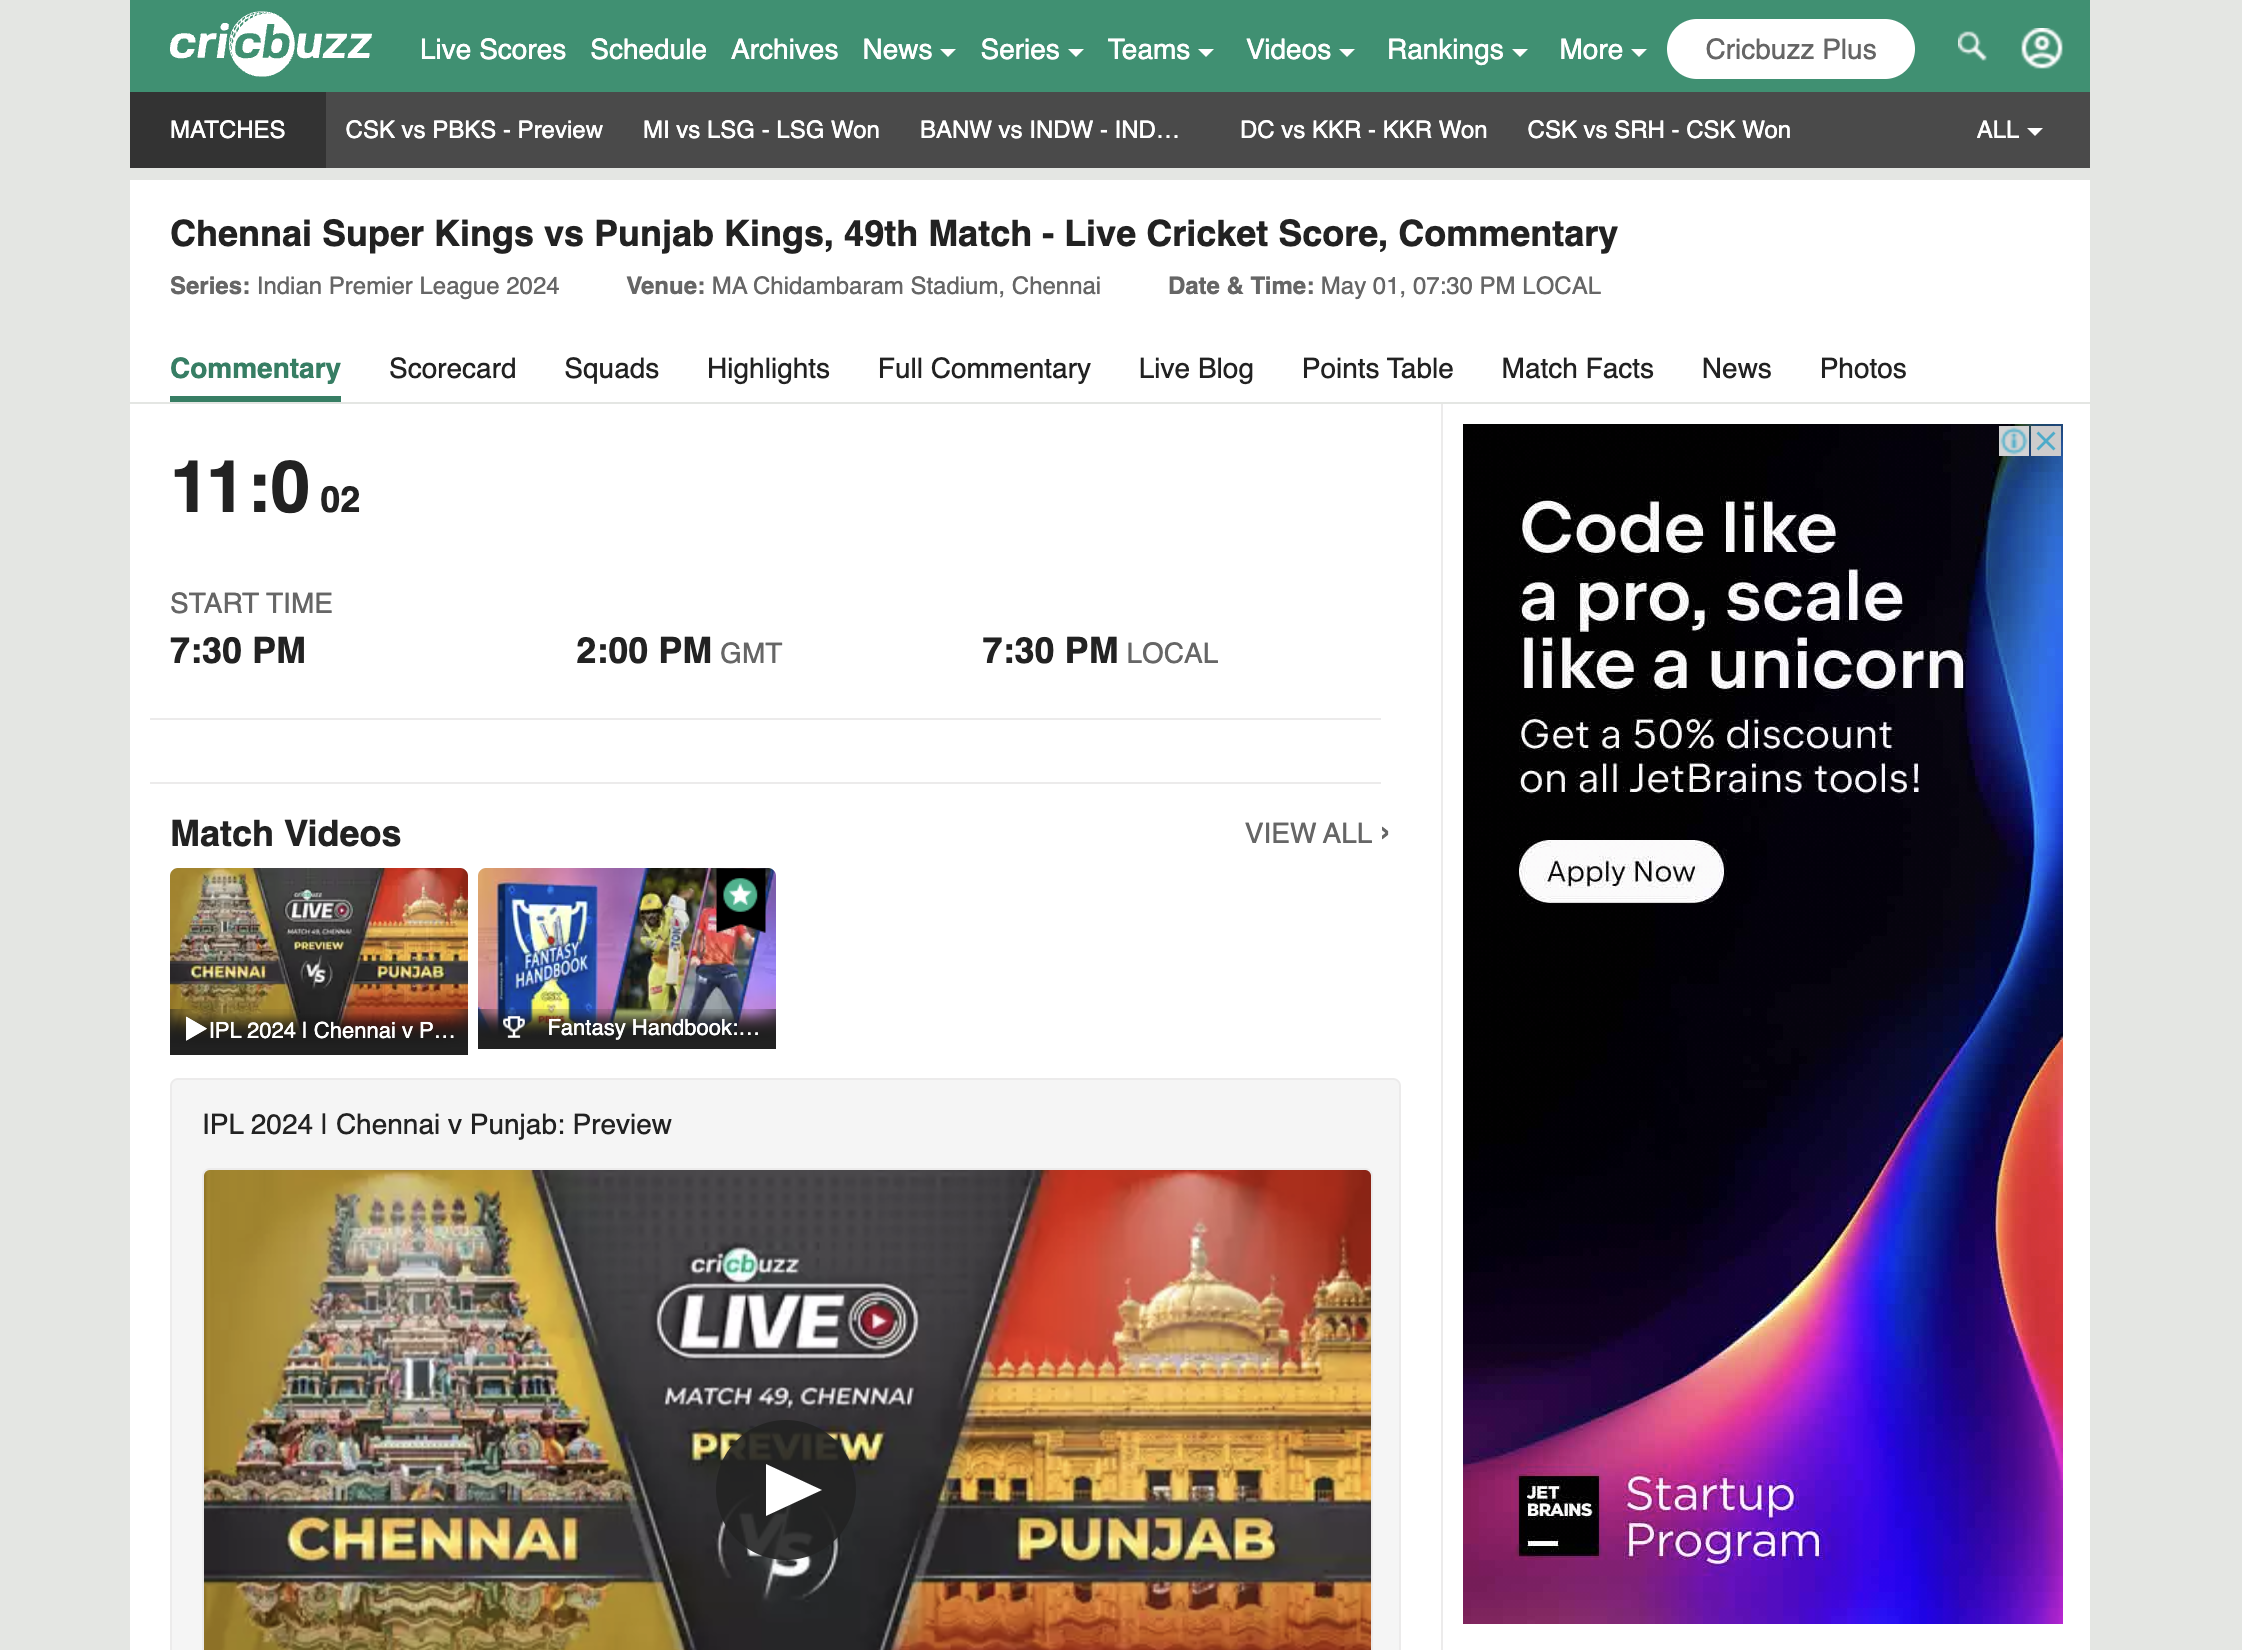 cricbuzz
Live Scores Schedule Archives News Series Teams Videos Rankings More Cricbuzz Plus
MATCHES CSK vs PBKS - Preview MI vs LSG - LSG Won BANW vs INDW - IND... DC vs KKR - KKR Won CSK vs SRH - CSK Won ALL
Chennai Super Kings vs Punjab Kings, 49th Match - Live Cricket Score, Commentary
Series: Indian Premier League 2024 Venue: MA Chidambaram Stadium, Chennai Date & Time: May 01, 07:30 PM LOCAL
Commentary Scorecard Squads Highlights Full Commentary Live Blog Points Table Match Facts News Photos
11:0 02
START TIME
7:30 PM 2:00 PM GMT 7:30 PM LOCAL
Match Videos VIEW ALL ›
cricbuzz
LIVE
MATCH 49, CHENNAI
PREVIEW
CHENNAI VS PUNJAB
IPL 2024 | Chennai v P...
FANTASY
HANDBOOK
CSK
Fantasy Handbook:...
IPL 2024 | Chennai v Punjab: Preview
cricbuzz
LIVE
MATCH 49, CHENNAI
PREVIEW
CHENNAI VS PUNJAB
Code like
a pro, scale
like a unicorn
Get a 50% discount
on all JetBrains tools!
Apply Now
JET
BRAINS
Startup
Program